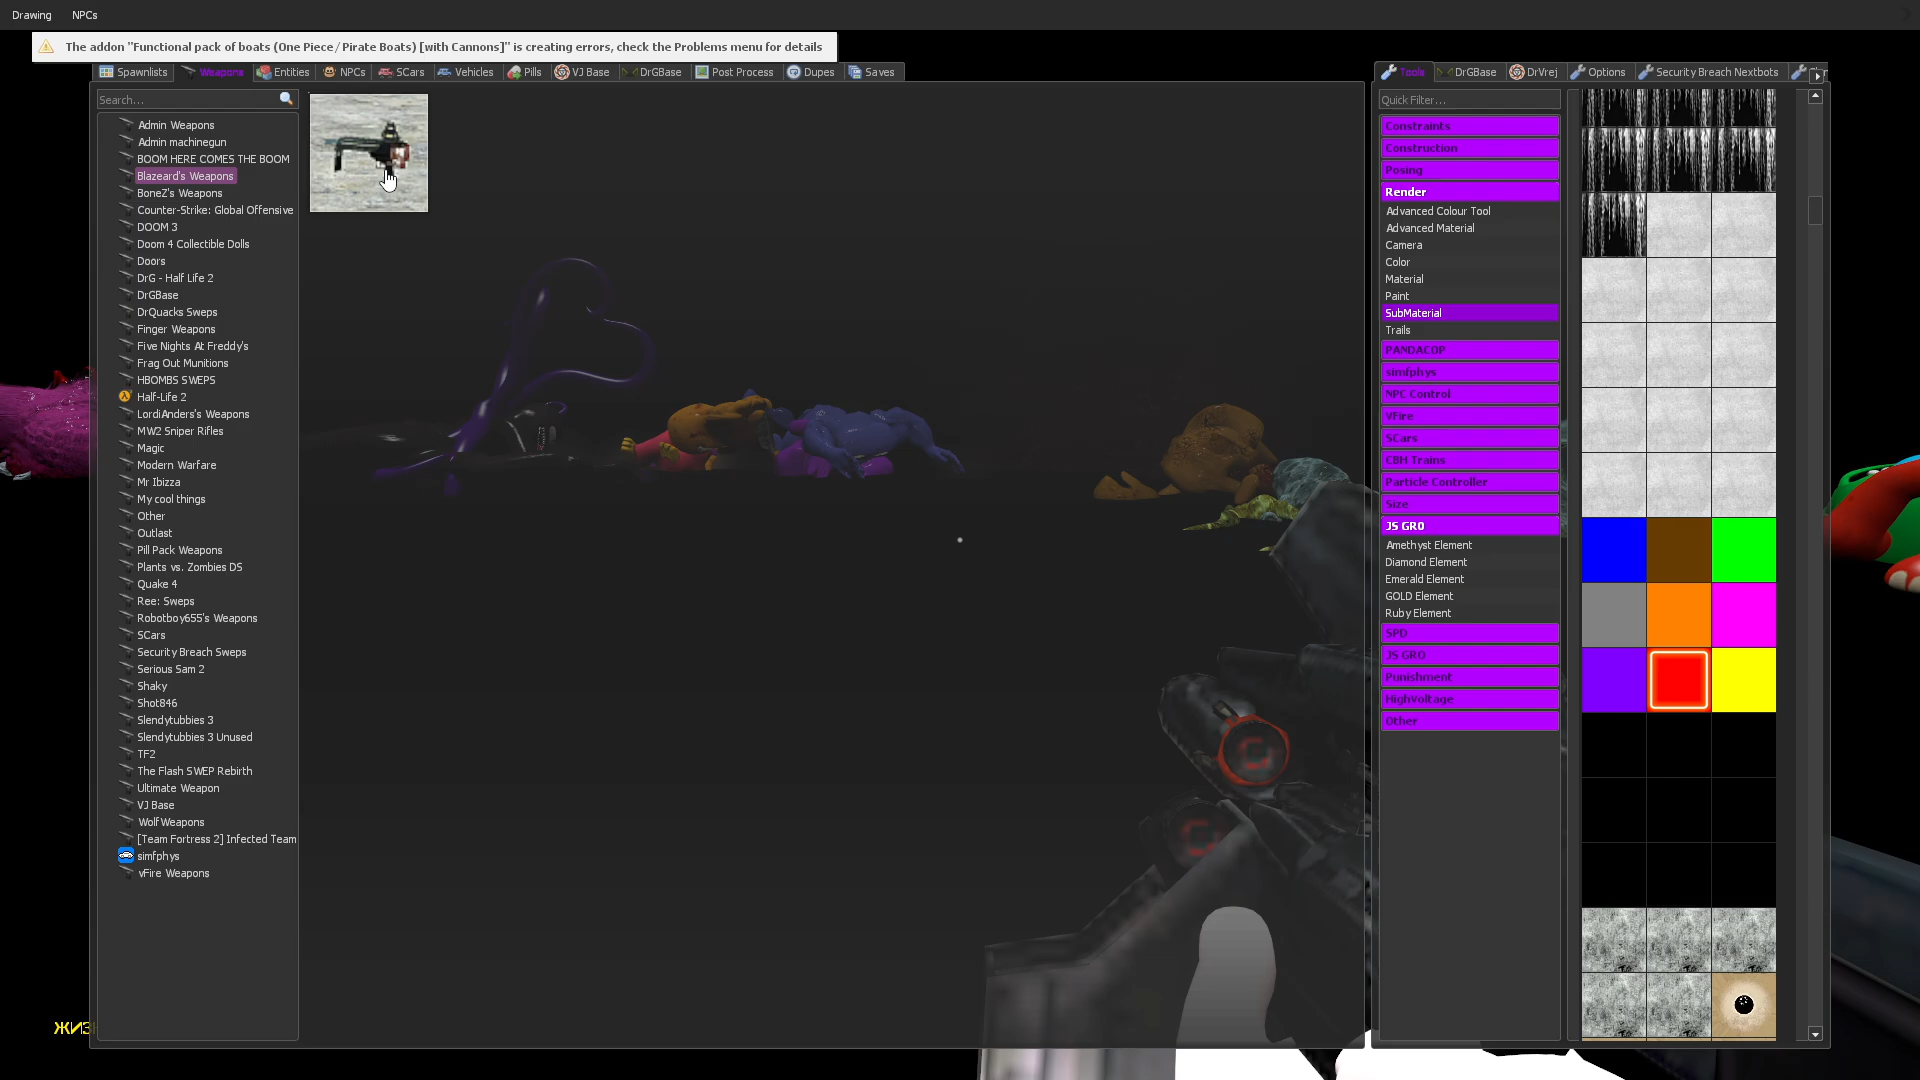 Drawing NPCs
The addon "Functional pack of boats (One Piece/Pirate Boats) [with Cannons]" is creating errors, check the Problems menu for details
Spawnlists Weapons Entities NPCs SCars Vehicles Pills VJ Base DrGBase Post Process Dupes Saves
Search...
Admin Weapons
Admin machinegun
BOOM HERE COMES THE BOOM
Blazeard's Weapons
BoneZ's Weapons
Counter-Strike: Global Offensive
DOOM 3
Doom 4 Collectible Dolls
Doors
DrG - Half Life 2
DrGBase
DrQuacks Sweps
Finger Weapons
Five Nights At Freddy's
Frag Out Munitions
HBOMBS SWEPS
Half-Life 2
LordiAnders's Weapons
MW2 Sniper Rifles
Magic
Modern Warfare
Mr Ibizza
My cool things
Other
Outlast
Pill Pack Weapons
Plants vs. Zombies DS
Quake 4
Ree: Sweps
Robotboy655's Weapons
SCars
Security Breach Sweps
Serious Sam 2
Shaky
Shot846
Slendytubbies 3
Slendytubbies 3 Unused
TF2
The Flash SWEP Rebirth
Ultimate Weapon
VJ Base
WolfWeapons
[Team Fortress 2] Infected Team
simfphys
vFire Weapons
Tools DrGBase DrVrej Options Security Breach Nextbots
Quick Filter...
Constraints
Construction
Posing
Render
Advanced Colour Tool
Advanced Material
Camera
Color
Material
Paint
SubMaterial
Trails
PANDACOP
simfphys
NPC Control
VFire
SCars
CBH Trains
Particle Controller
Size
JS GRO
Amethyst Element
Diamond Element
Emerald Element
GOLD Element
Ruby Element
SPD
JS GRO
Punishment
HighVoltage
Other